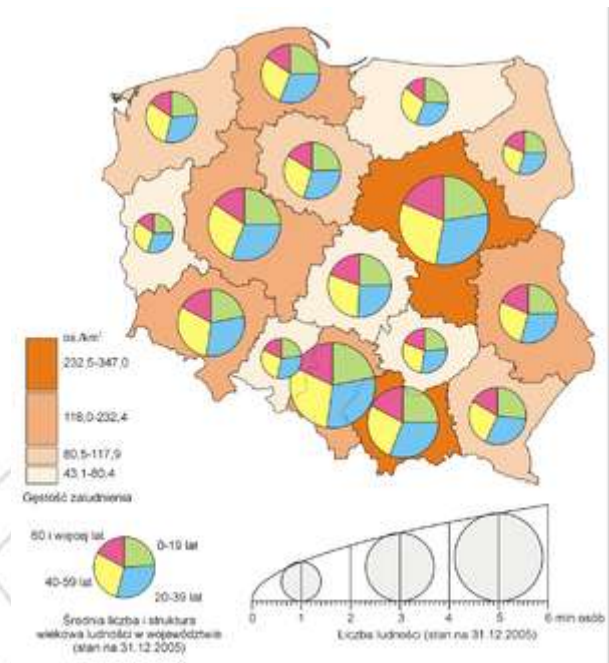 os./km²
232,5-347,0
118,0-232,4
80,5-117,9
43,1-80,4
Gęstość zaludnienia
60 i więcej lat
0-19 lat
40-59 lat
20-39 lat
Średnia liczba i struktura
wiekowa ludności w województwie
(stan na 31.12.2005)
0 1 2 3 4 5 6 mln osób
Liczba ludności (stan na 31.12.2005)